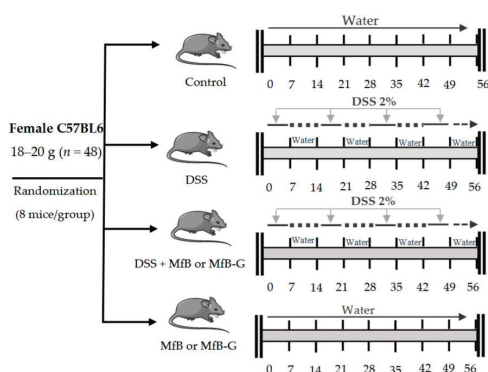 Water
Control
0 7 14 21 28 35 42 49 56
DSS 2%
Female C57BL6
18–20 g (n = 48)
Randomization
(8 mice/group)
Water Water Water Water
DSS
0 7 14 21 28 35 42 49 56
DSS 2%
Water Water Water Water
DSS + MfB or MfB-G
0 7 14 21 28 35 42 49 56
Water
MfB or MfB-G
0 7 14 21 28 35 42 49 56